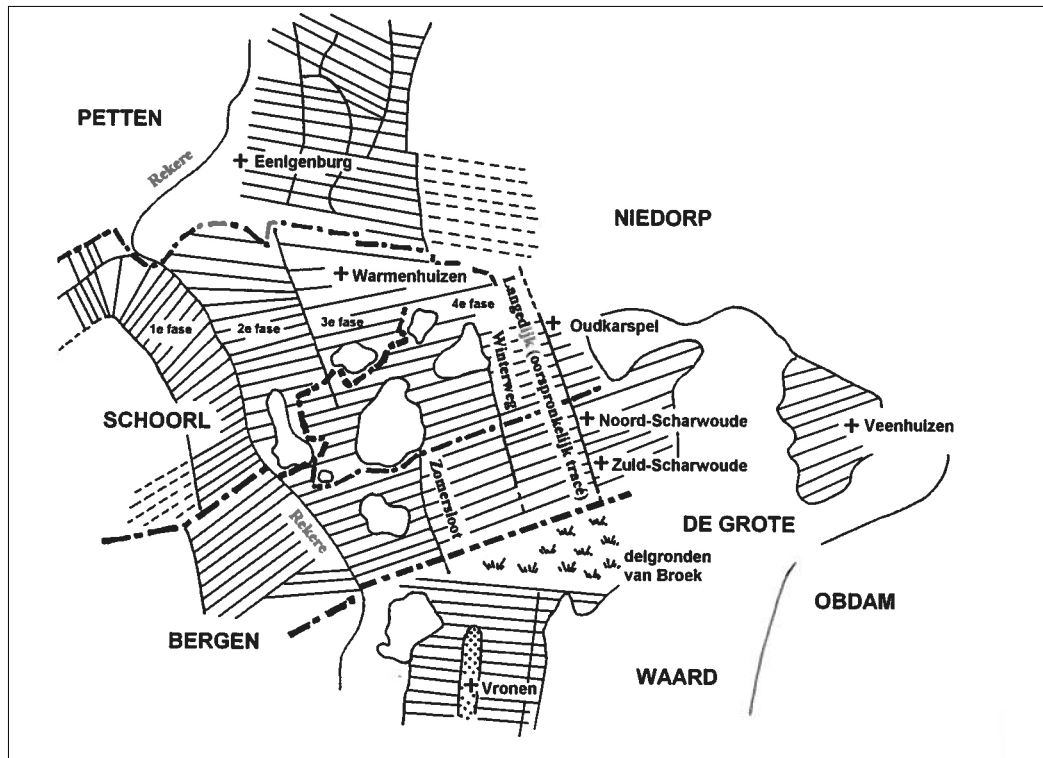 PETTEN
Rekere
Eenigenburg
NIEDORP
Warmenhuizen
1e fase
2e fase
3e fase
4e fase
Langedijk (oorspronkelijk tracé)
Oudkarspel
Winterweg
SCHOORL
Noord-Scharwoude
Veenhuizen
Zuid-Scharwoude
Zomersloot
Rekere
DE GROTE
delgronden
van Broek
OBDAM
BERGEN
WAARD
Vronen